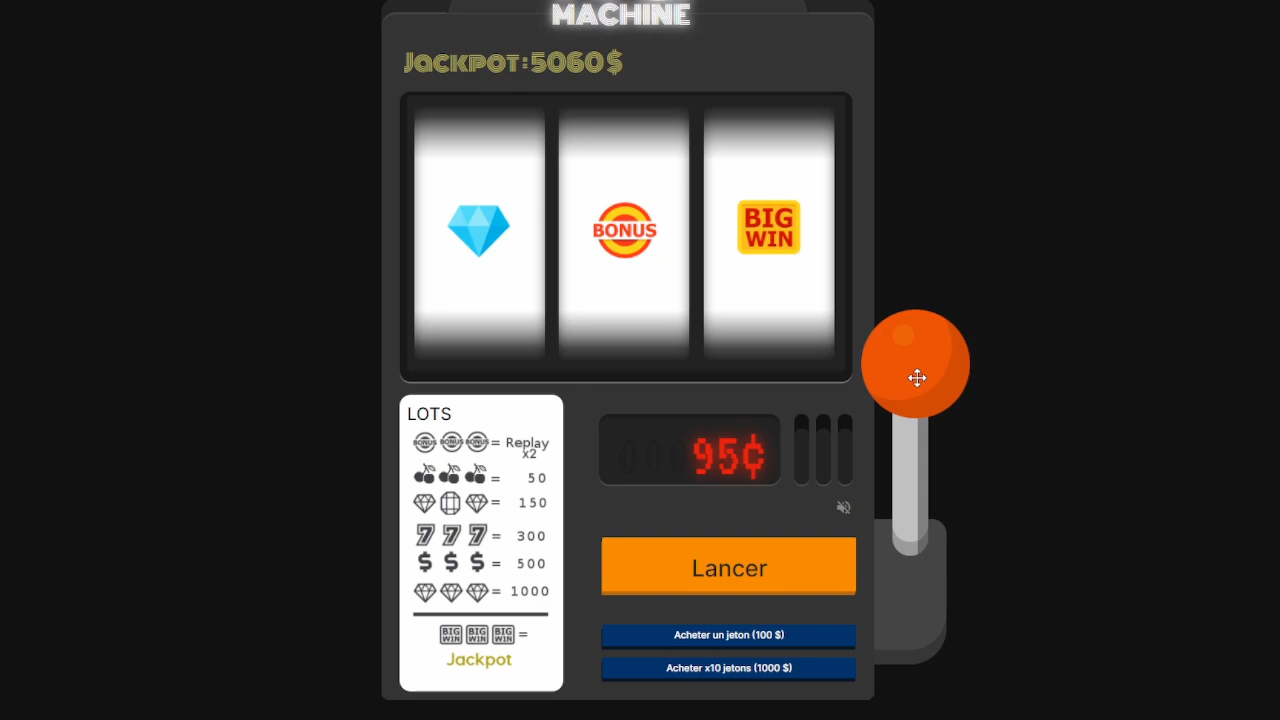 MACHINE
Jackpot:5060$
BONUS
BIG
WIN
LOTS
BONUS BONUS BONUS = Replay
x2
= 50
= 150
7 7 7 = 300
$ $ $ = 500
= 1000
BIG WIN BIG WIN BIG WIN =
Jackpot
95¢
Lancer
Acheter un jeton (100 $)
Acheter x10 jetons (1000 $)